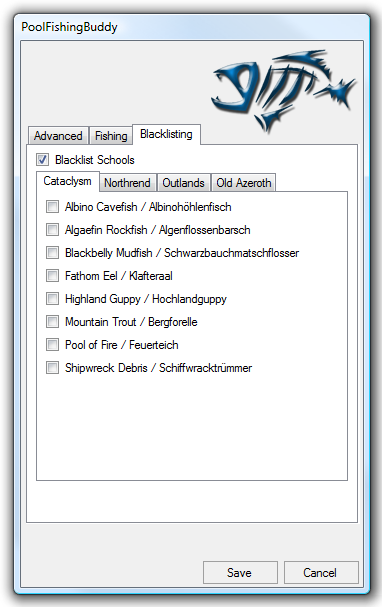 PoolFishingBuddy
Advanced Fishing Blacklisting
Blacklist Schools
Cataclysm Northrend Outlands Old Azeroth
Albino Cavefish / Albinohöhlenfisch
Algaefin Rockfish / Algenflossenbarsch
Blackbelly Mudfish / Schwarzbauchmatschflosser
Fathom Eel / Klafteraal
Highland Guppy / Hochlandguppy
Mountain Trout / Bergforelle
Pool of Fire / Feuerteich
Shipwreck Debris / Schiffwracktrümmer
Save Cancel